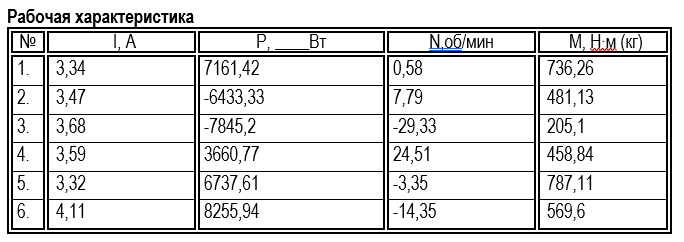 Рабочая характеристика
№ I, А Р, ____Вт N,об/мин М, Н·м (кг)
1. 3,34 7161,42 0,58 736,26
2. 3,47 -6433,33 7,79 481,13
3. 3,68 -7845,2 -29,33 205,1
4. 3,59 3660,77 24,51 458,84
5. 3,32 6737,61 -3,35 787,11
6. 4,11 8255,94 -14,35 569,6